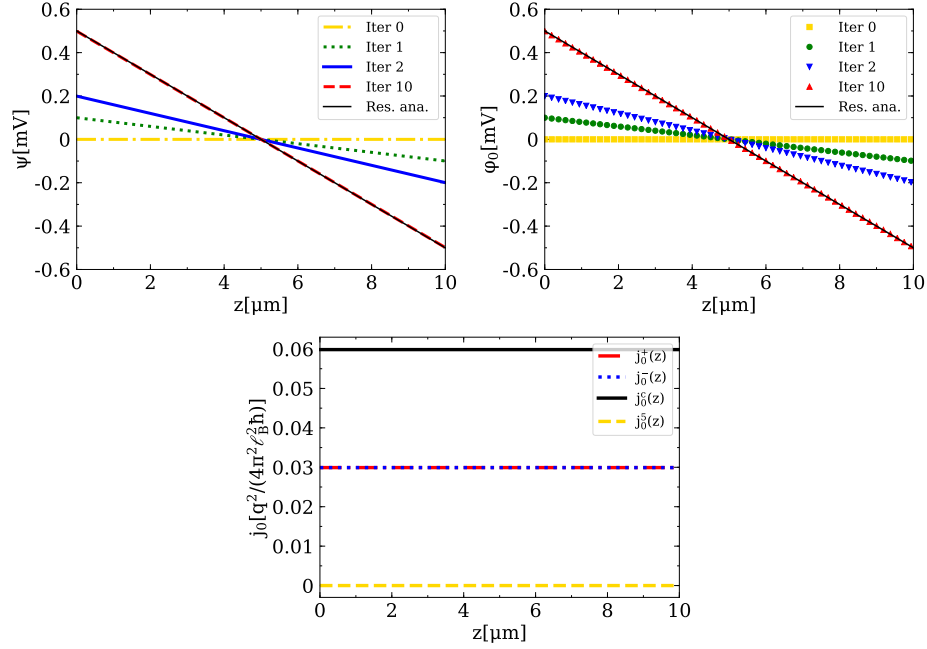 0.6
0.4
0.2
0
-0.2
-0.4
-0.6
ψ[mV]
0 2 4 6 8 10
z[μm]
Iter 0
Iter 1
Iter 2
Iter 10
Res. ana.
0.6
0.4
0.2
0
-0.2
-0.4
-0.6
φ₀[mV]
0 2 4 6 8 10
z[μm]
Iter 0
Iter 1
Iter 2
Iter 10
Res. ana.
0.06
0.05
0.04
0.03
0.02
0.01
0
j₀[q²/(4π²ℓ_B²ħ)]
0 2 4 6 8 10
z[μm]
j₀⁺(z)
j₀⁻(z)
j₀ᶜ(z)
j₀⁵(z)